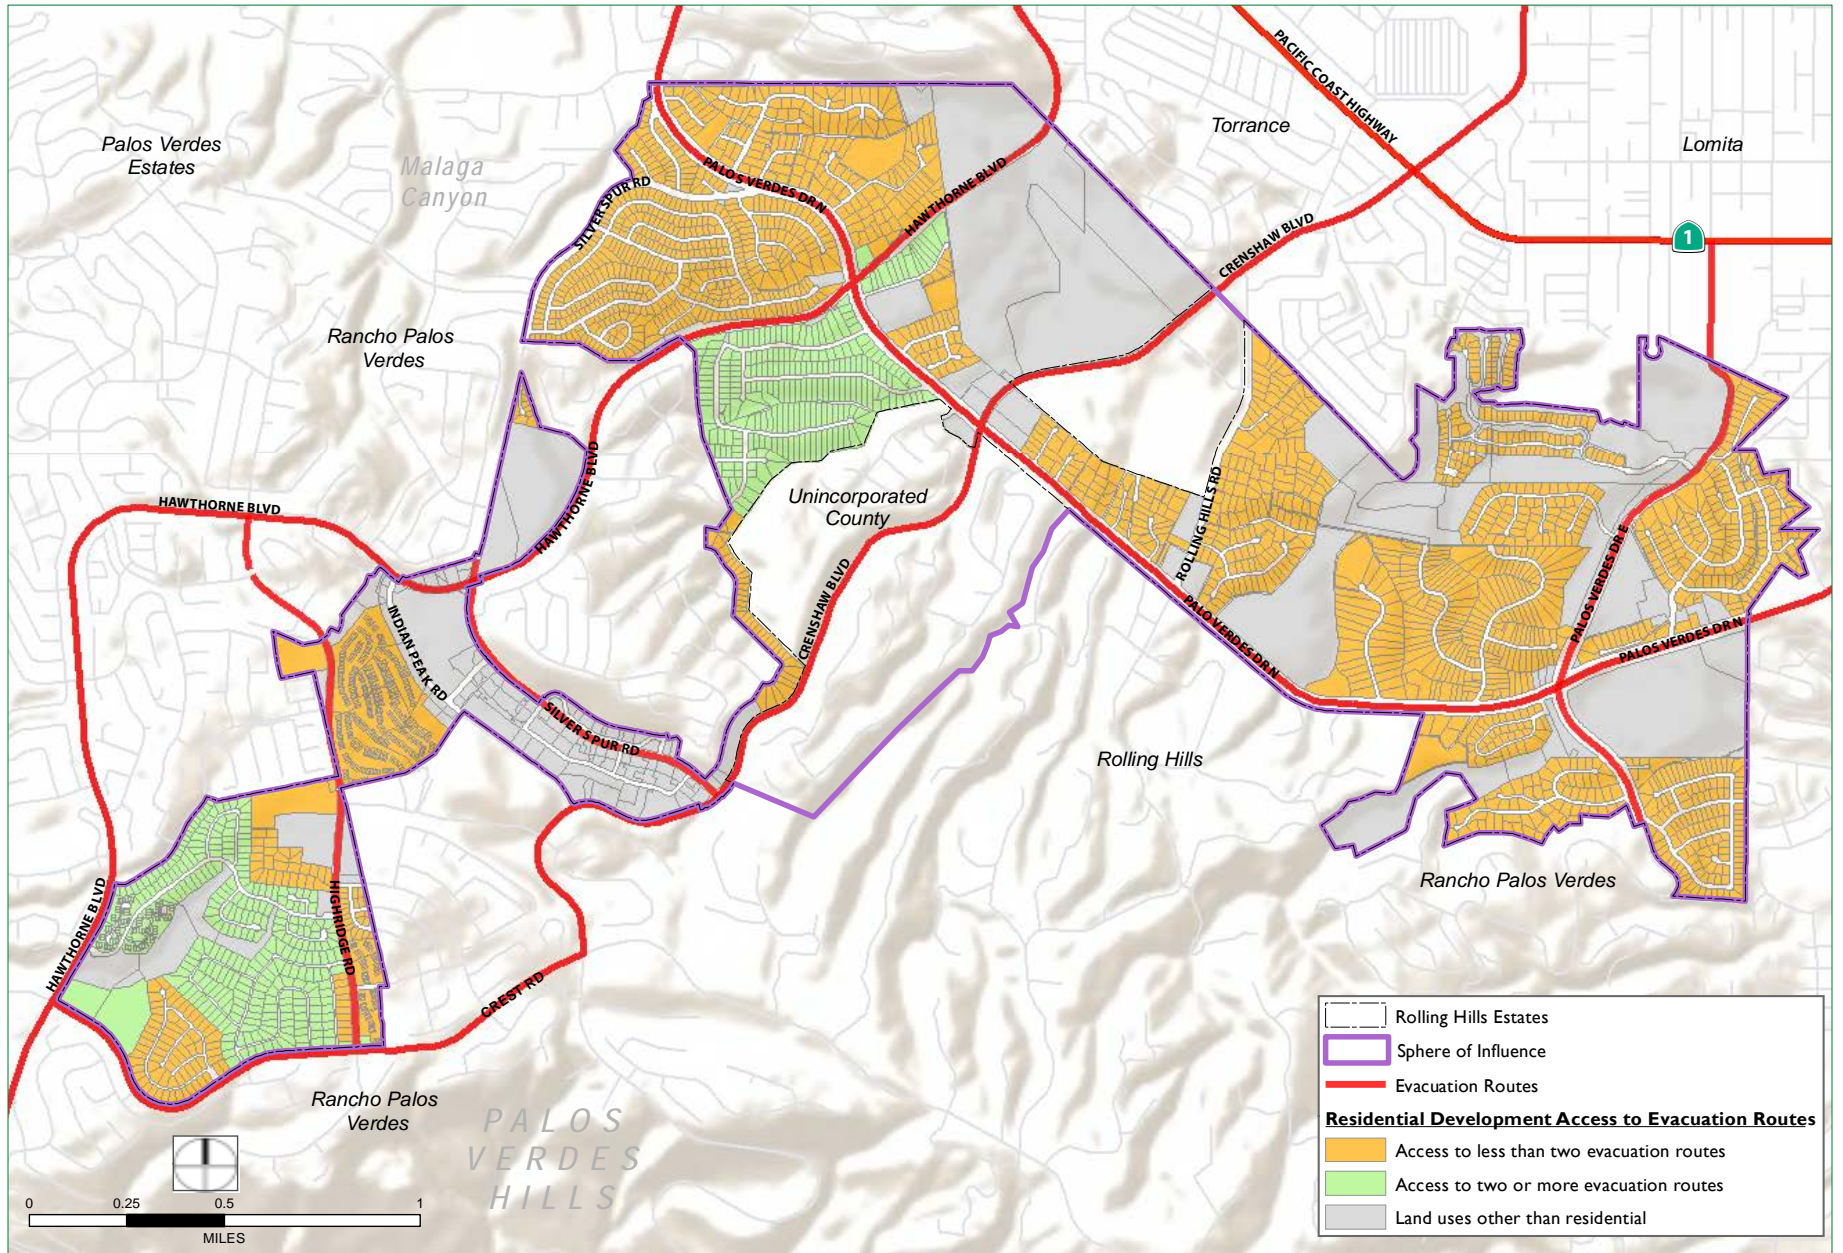 PACIFIC COAST HIGHWAY
Torrance
Lomita
Palos Verdes
Estates
Malaga
Canyon
PALOS VERDES DR N
HAWTHORNE BLVD
SILVER SPUR RD
CRENSHAW BLVD
1
Rancho Palos
Verdes
HAWTHORNE BLVD
HAWTHORNE BLVD
Unincorporated
County
ROLLING HILLS RD
PALOS VERDES DR E
CRENSHAW BLVD
INDIAN PEAK RD
PALO VERDES DR N
PALOS VERDES DR N
SILVER SPUR RD
Rolling Hills
Rancho Palos Verdes
HAWTHORNE BLVD
HIGHRIDGE RD
CREST RD
Rancho Palos
Verdes
PALOS
VERDES
HILLS
0 0.25 0.5 1
MILES
Rolling Hills Estates
Sphere of Influence
Evacuation Routes
Residential Development Access to Evacuation Routes
Access to less than two evacuation routes
Access to two or more evacuation routes
Land uses other than residential